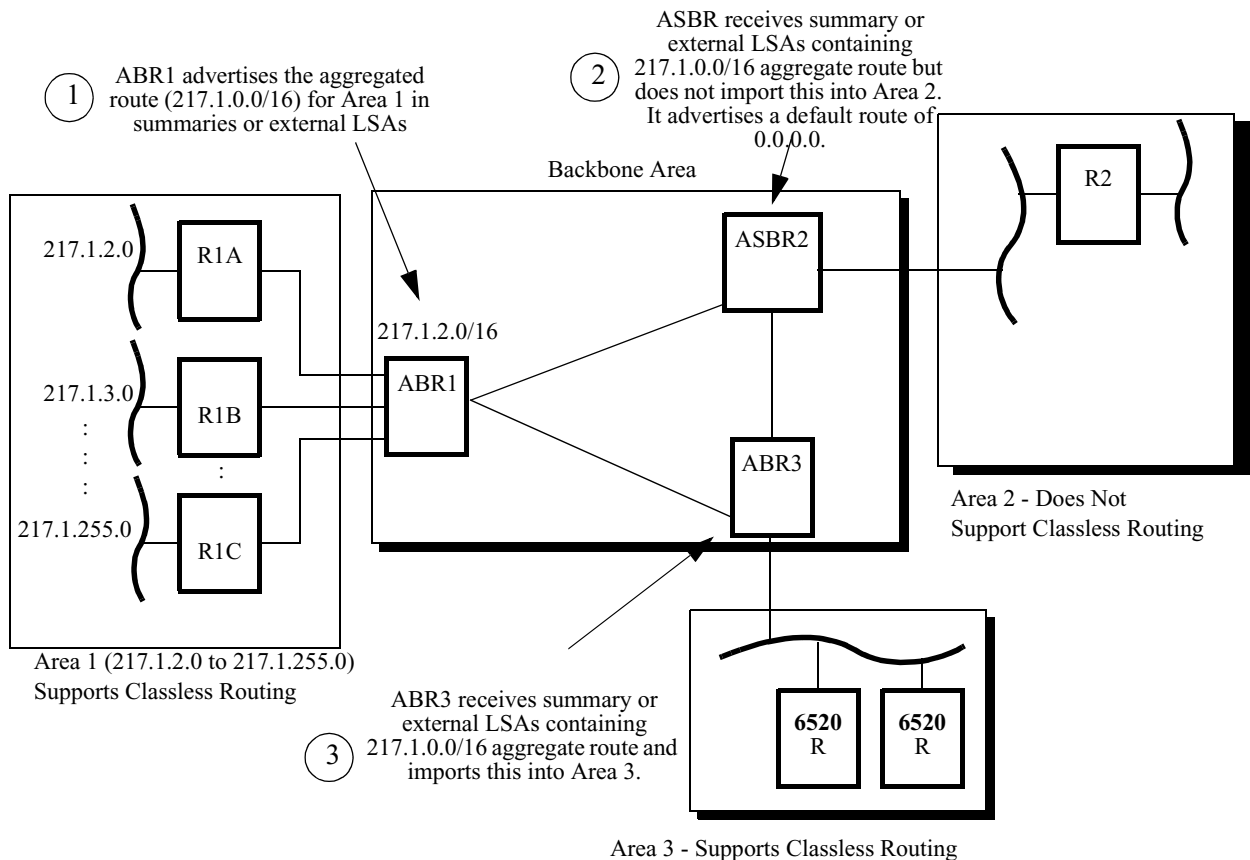 ASBR receives summary or
external LSAs containing
217.1.0.0/16 aggregate route but
does not import this into Area 2.
It advertises a default route of
0.0.0.0.
2
1
ABR1 advertises the aggregated
route (217.1.0.0/16) for Area 1 in
summaries or external LSAs
Backbone Area
R2
217.1.2.0
R1A
ASBR2
217.1.2.0/16
ABR1
217.1.3.0
R1B
:
:
:
:
ABR3
217.1.255.0
R1C
Area 2 - Does Not
Support Classless Routing
Area 1 (217.1.2.0 to 217.1.255.0)
Supports Classless Routing
ABR3 receives summary or
external LSAs containing
217.1.0.0/16 aggregate route and
imports this into Area 3.
3
6520
R
6520
R
Area 3 - Supports Classless Routing